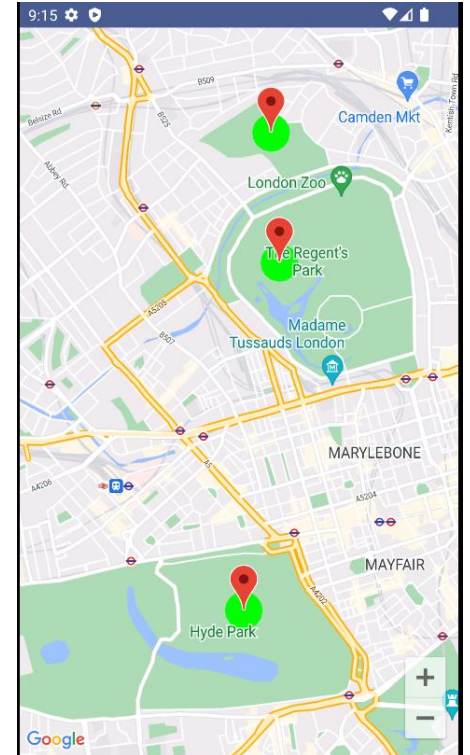 9:15
B509
Camden Mkt
Kentish Town Rd
Belsize Rd
B525
Abbey Rd
London Zoo
The Regent's
Park
A5205
B507
Madame
Tussauds London
MARYLEBONE
A5
A4206
A5204
MAYFAIR
A4202
Hyde Park
+
−
Google